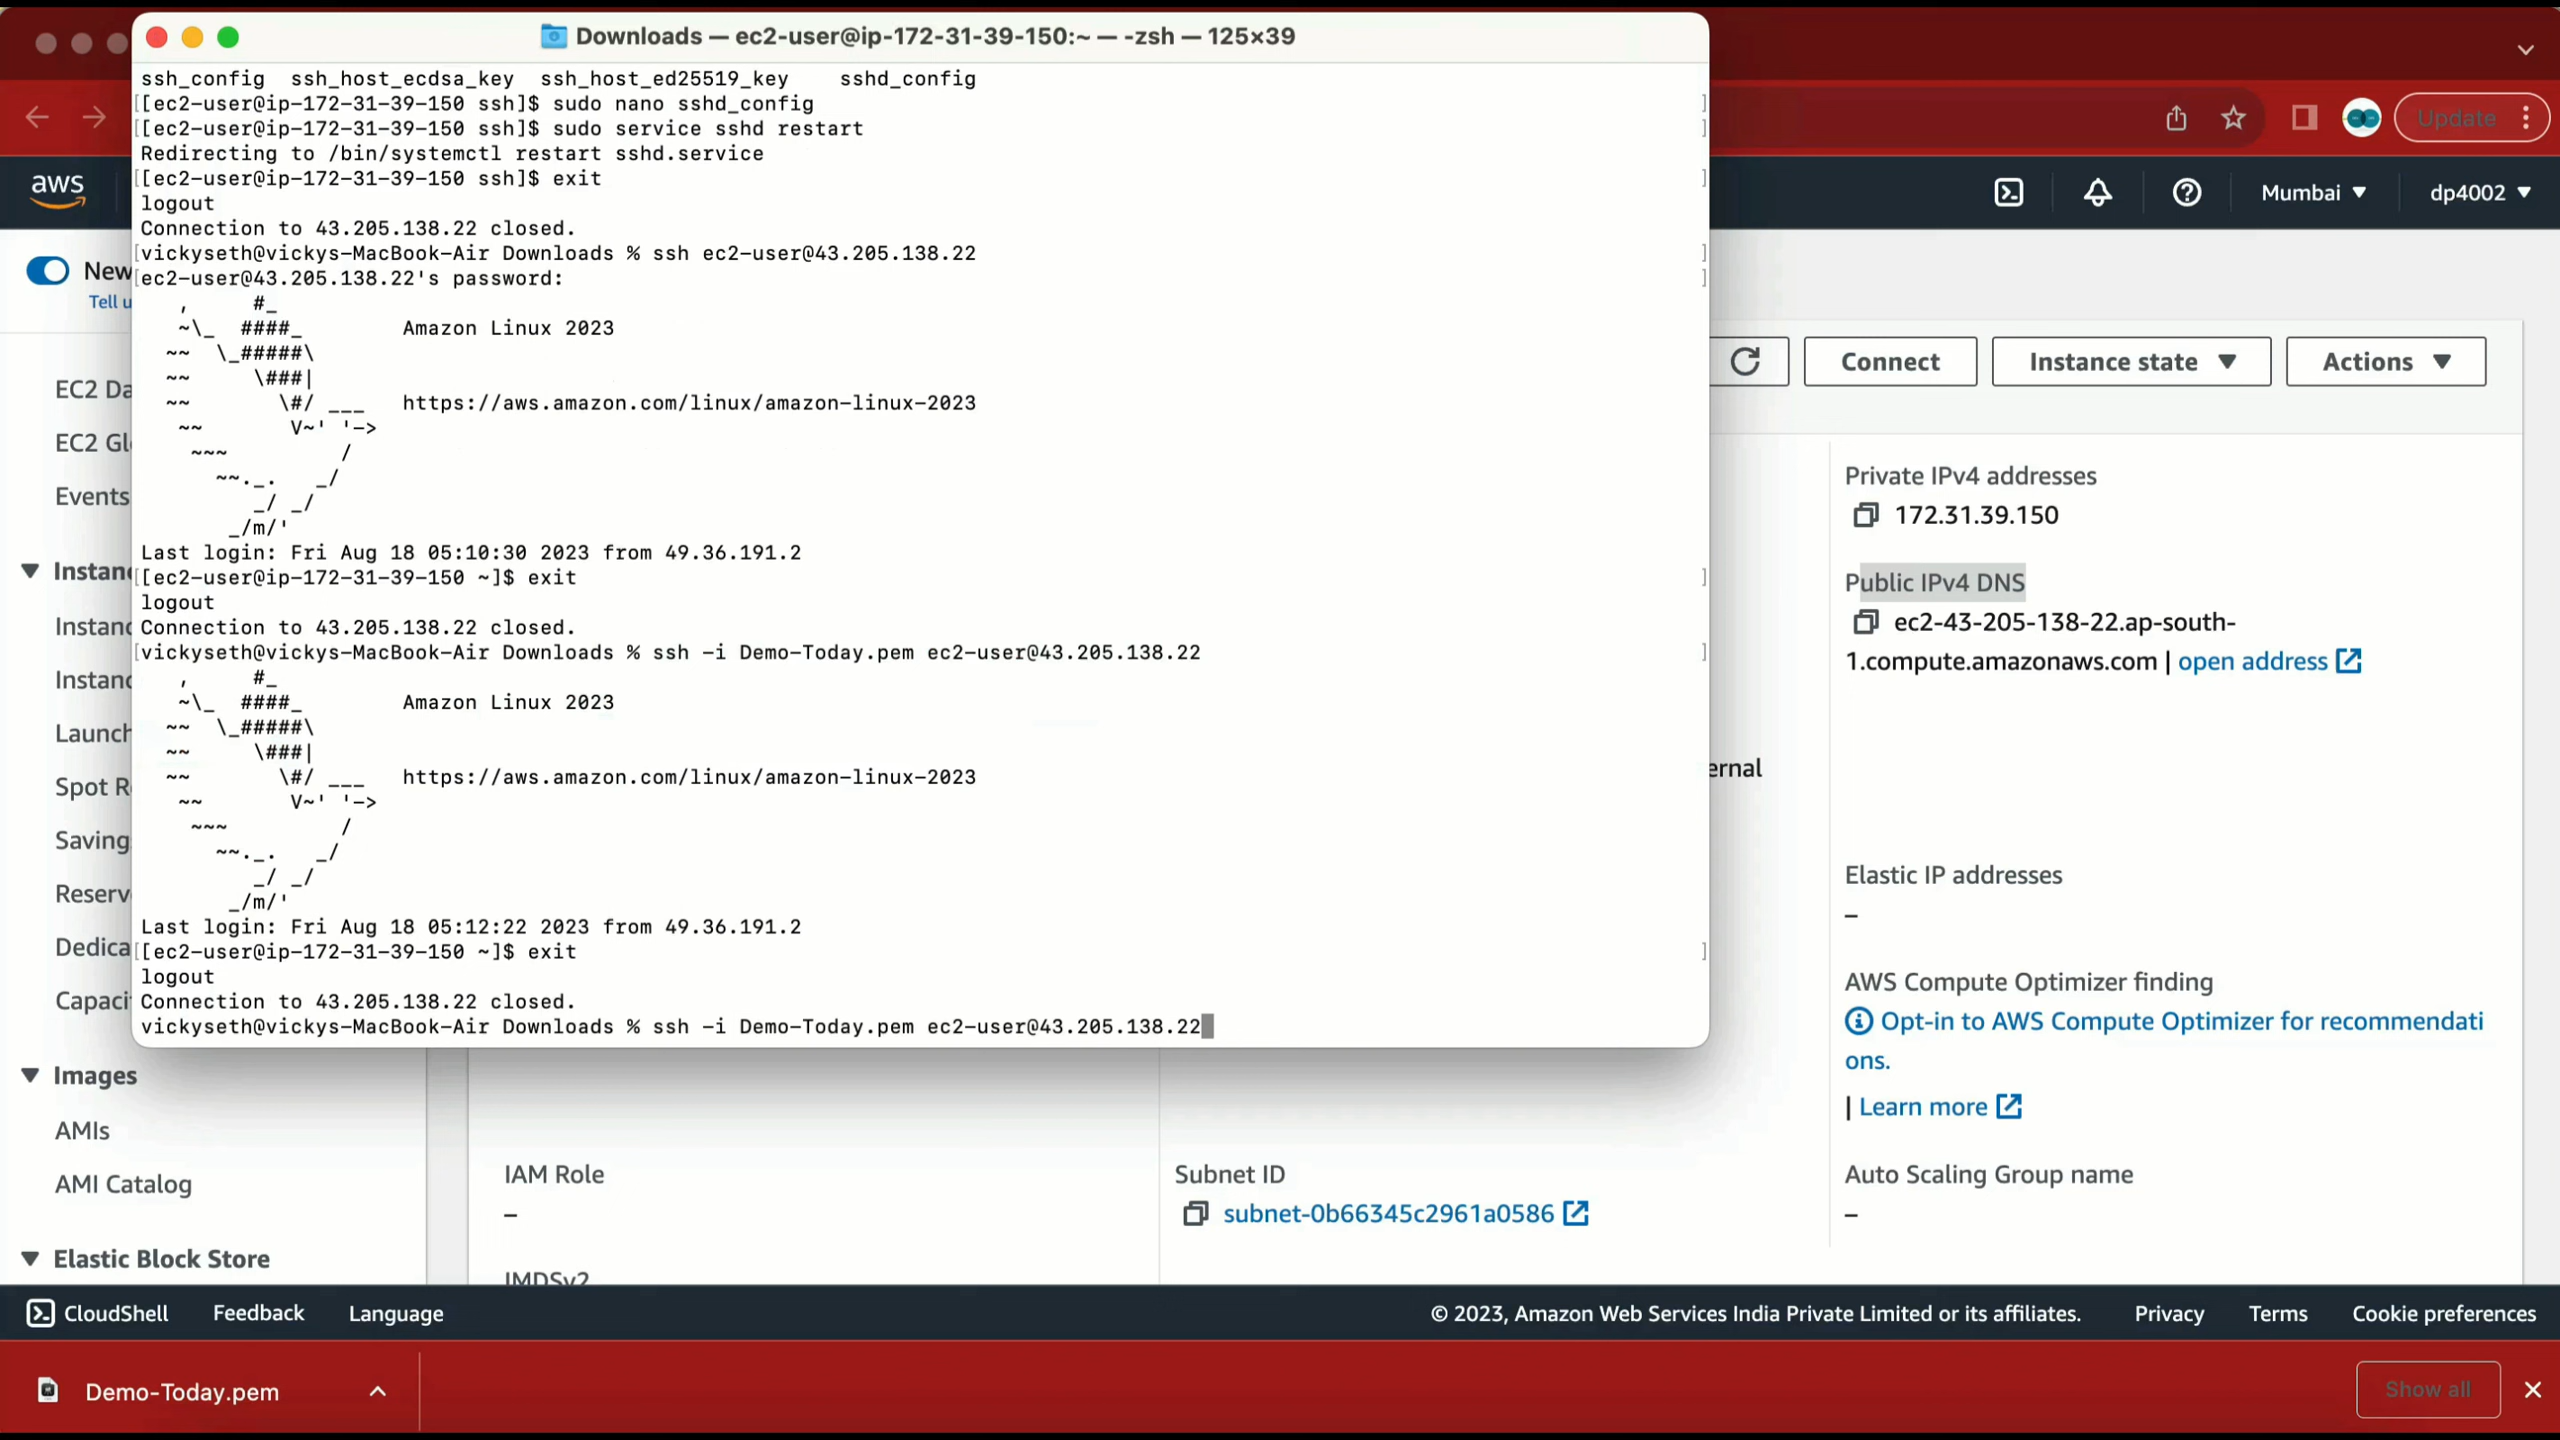 Downloads — ec2-user@ip-172-31-39-150:~ — -zsh — 125×39
ssh_config  ssh_host_ecdsa_key  ssh_host_ed25519_key    sshd_config
[[ec2-user@ip-172-31-39-150 ssh]$ sudo nano sshd_config ]
[[ec2-user@ip-172-31-39-150 ssh]$ sudo service sshd restart ]
Redirecting to /bin/systemctl restart sshd.service
[[ec2-user@ip-172-31-39-150 ssh]$ exit ]
logout
Connection to 43.205.138.22 closed.
[vickyseth@vickys-MacBook-Air Downloads % ssh ec2-user@43.205.138.22 ]
[ec2-user@43.205.138.22's password: ]
   ,     #_
   ~\_  ####_        Amazon Linux 2023
  ~~  \_#####\
  ~~     \###|
  ~~       \#/ ___   https://aws.amazon.com/linux/amazon-linux-2023
   ~~       V~' '->
    ~~~         /
      ~~._.   _/
         _/ _/
       _/m/'
Last login: Fri Aug 18 05:10:30 2023 from 49.36.191.2
[[ec2-user@ip-172-31-39-150 ~]$ exit ]
logout
Connection to 43.205.138.22 closed.
[vickyseth@vickys-MacBook-Air Downloads % ssh -i Demo-Today.pem ec2-user@43.205.138.22 ]
   ,     #_
   ~\_  ####_        Amazon Linux 2023
  ~~  \_#####\
  ~~     \###|
  ~~       \#/ ___   https://aws.amazon.com/linux/amazon-linux-2023
   ~~       V~' '->
    ~~~         /
      ~~._.   _/
         _/ _/
       _/m/'
Last login: Fri Aug 18 05:12:22 2023 from 49.36.191.2
[[ec2-user@ip-172-31-39-150 ~]$ exit ]
logout
Connection to 43.205.138.22 closed.
vickyseth@vickys-MacBook-Air Downloads % ssh -i Demo-Today.pem ec2-user@43.205.138.22
Update
aws
Mumbai
dp4002
New
Tell u
EC2 Da
EC2 Gl
Events
Instan
Instanc
Instanc
Launch
Spot R
Saving
Reserv
Dedica
Capaci
Images
AMIs
AMI Catalog
Elastic Block Store
Connect
Instance state
Actions
Private IPv4 addresses
172.31.39.150
Public IPv4 DNS
ec2-43-205-138-22.ap-south-
1.compute.amazonaws.com | open address
ernal
Elastic IP addresses
–
AWS Compute Optimizer finding
Opt-in to AWS Compute Optimizer for recommendati
ons.
| Learn more
IAM Role
–
Subnet ID
subnet-0b66345c2961a0586
Auto Scaling Group name
–
IMDSv2
CloudShell
Feedback
Language
© 2023, Amazon Web Services India Private Limited or its affiliates.
Privacy
Terms
Cookie preferences
Demo-Today.pem
Show all